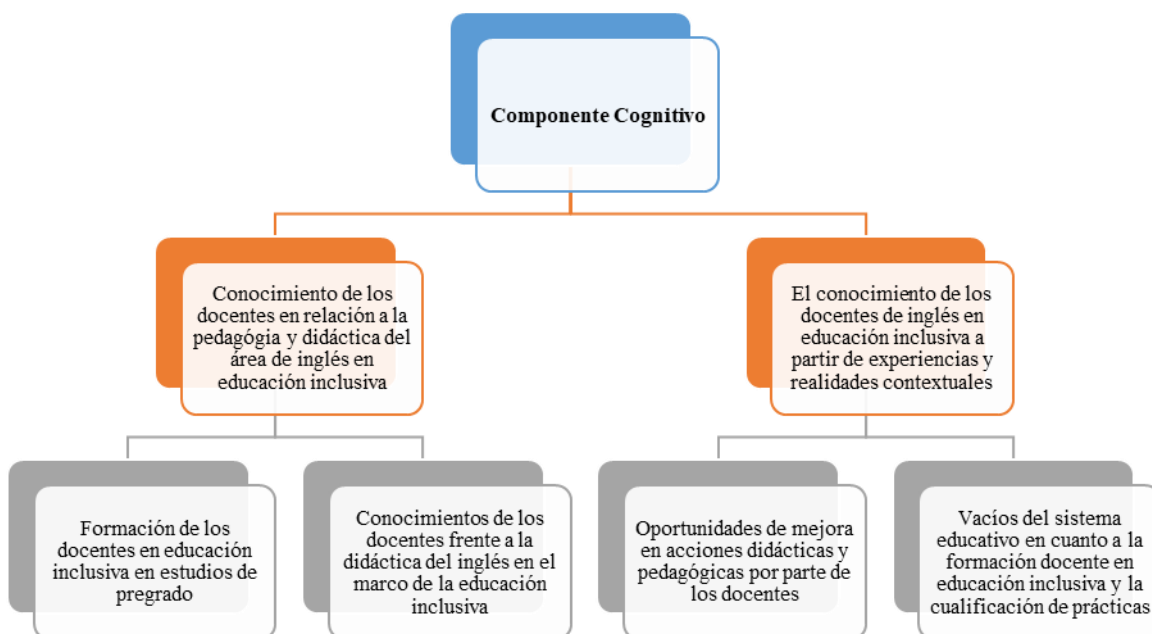 Componente Cognitivo
Conocimiento de los
docentes en relación a la
pedagógia y didáctica del
área de inglés en
educación inclusiva
El conocimiento de los
docentes de inglés en
educación inclusiva a
partir de experiencias y
realidades contextuales
Formación de los
docentes en educación
inclusiva en estudios de
pregrado
Conocimientos de los
docentes frente a la
didáctica del inglés en el
marco de la educación
inclusiva
Oportunidades de mejora
en acciones didácticas y
pedagógicas por parte de
los docentes
Vacíos del sistema
educativo en cuanto a la
formación docente en
educación inclusiva y la
cualificación de prácticas